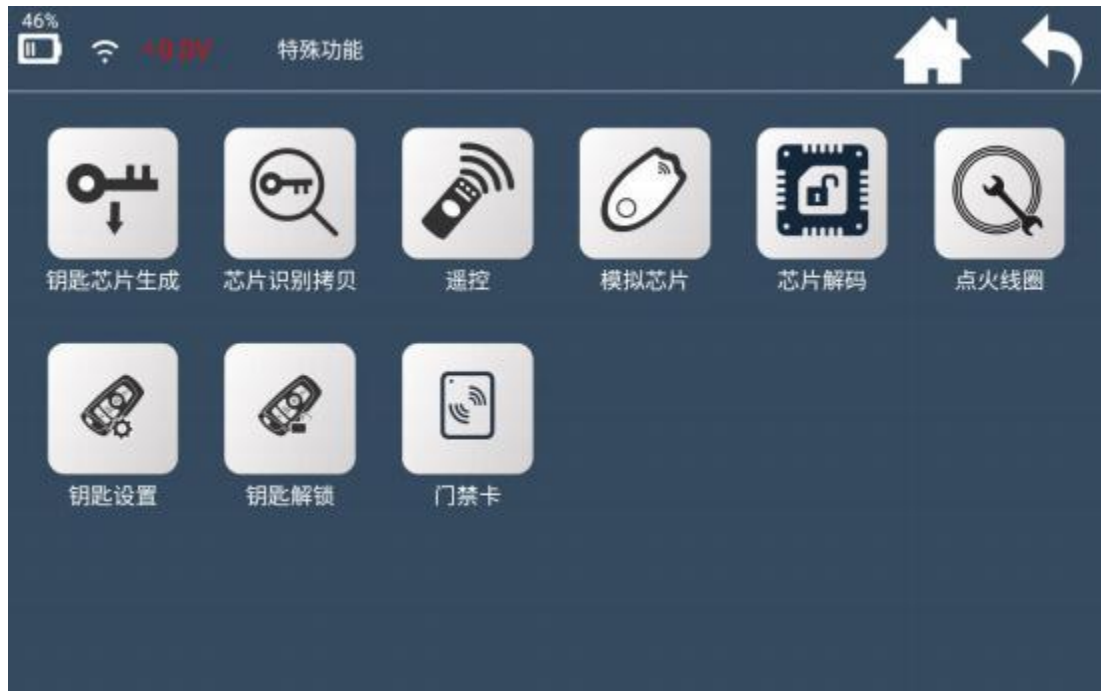 46%
特殊功能
钥匙芯片生成
芯片识别拷贝
遥控
模拟芯片
芯片解码
点火线圈
钥匙设置
钥匙解锁
门禁卡